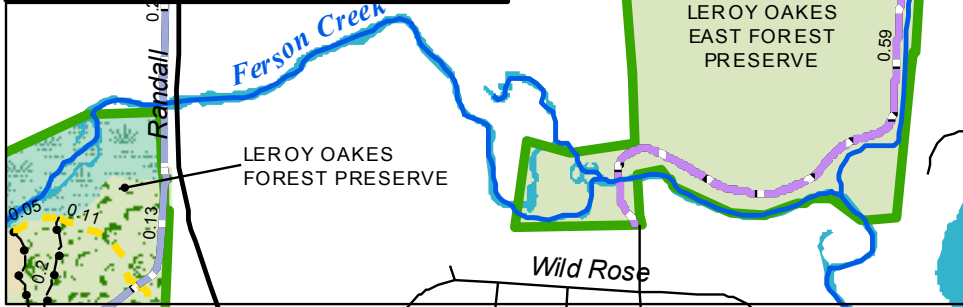 LEROY OAKES
EAST FOREST
PRESERVE
0.59
Ferson Creek
Randall
LEROY OAKES
FOREST PRESERVE
0.05
0.11
0.13
0.2
Wild Rose